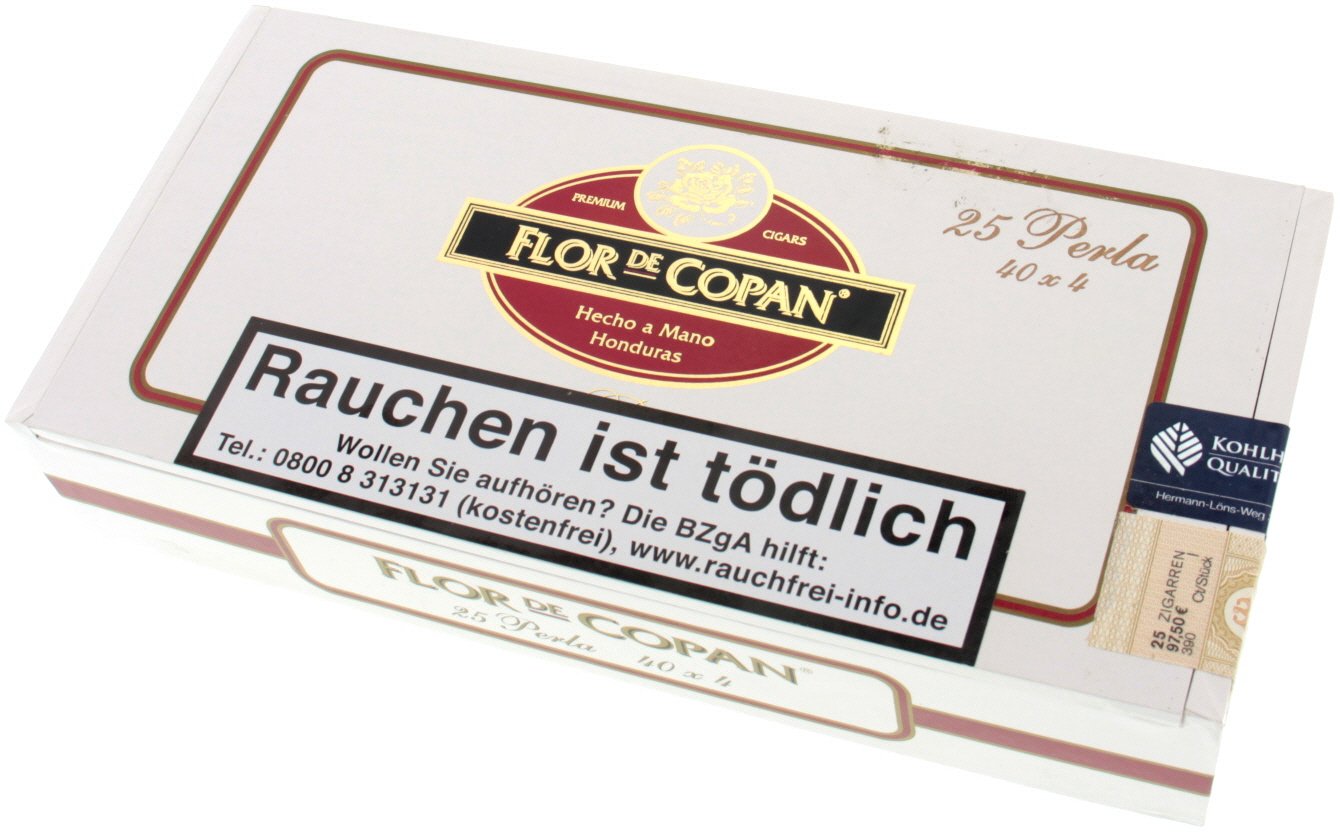 25 Perla
40 x 4
PREMIUM
CIGARS
FLOR DE COPAN®
Hecho a Mano
Honduras
Rauchen ist tödlich
Wollen Sie aufhören? Die BZgA hilft:
Tel.: 0800 8 313131 (kostenfrei), www.rauchfrei-info.de
KOHLH
QUALIT
Hermann-Löns-Weg
25 ZIGARREN
97,50 €
390 Ct/Stück
FLOR DE COPAN®
25 Perla 40 x 4